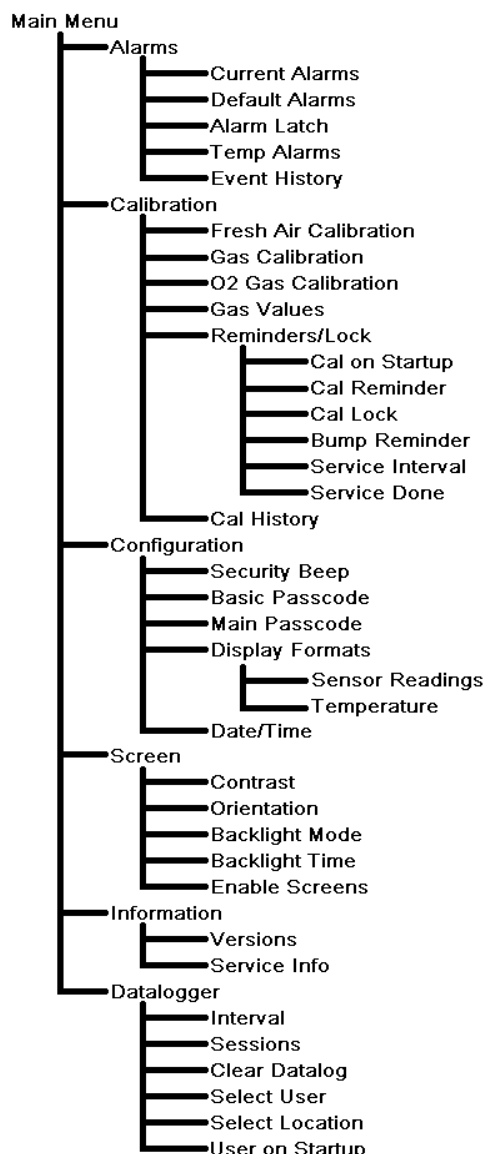 Main Menu
Alarms
Current Alarms
Default Alarms
Alarm Latch
Temp Alarms
Event History
Calibration
Fresh Air Calibration
Gas Calibration
O2 Gas Calibration
Gas Values
Reminders/Lock
Cal on Startup
Cal Reminder
Cal Lock
Bump Reminder
Service Interval
Service Done
Cal History
Configuration
Security Beep
Basic Passcode
Main Passcode
Display Formats
Sensor Readings
Temperature
Date/Time
Screen
Contrast
Orientation
Backlight Mode
Backlight Time
Enable Screens
Information
Versions
Service Info
Datalogger
Interval
Sessions
Clear Datalog
Select User
Select Location
User on Startup